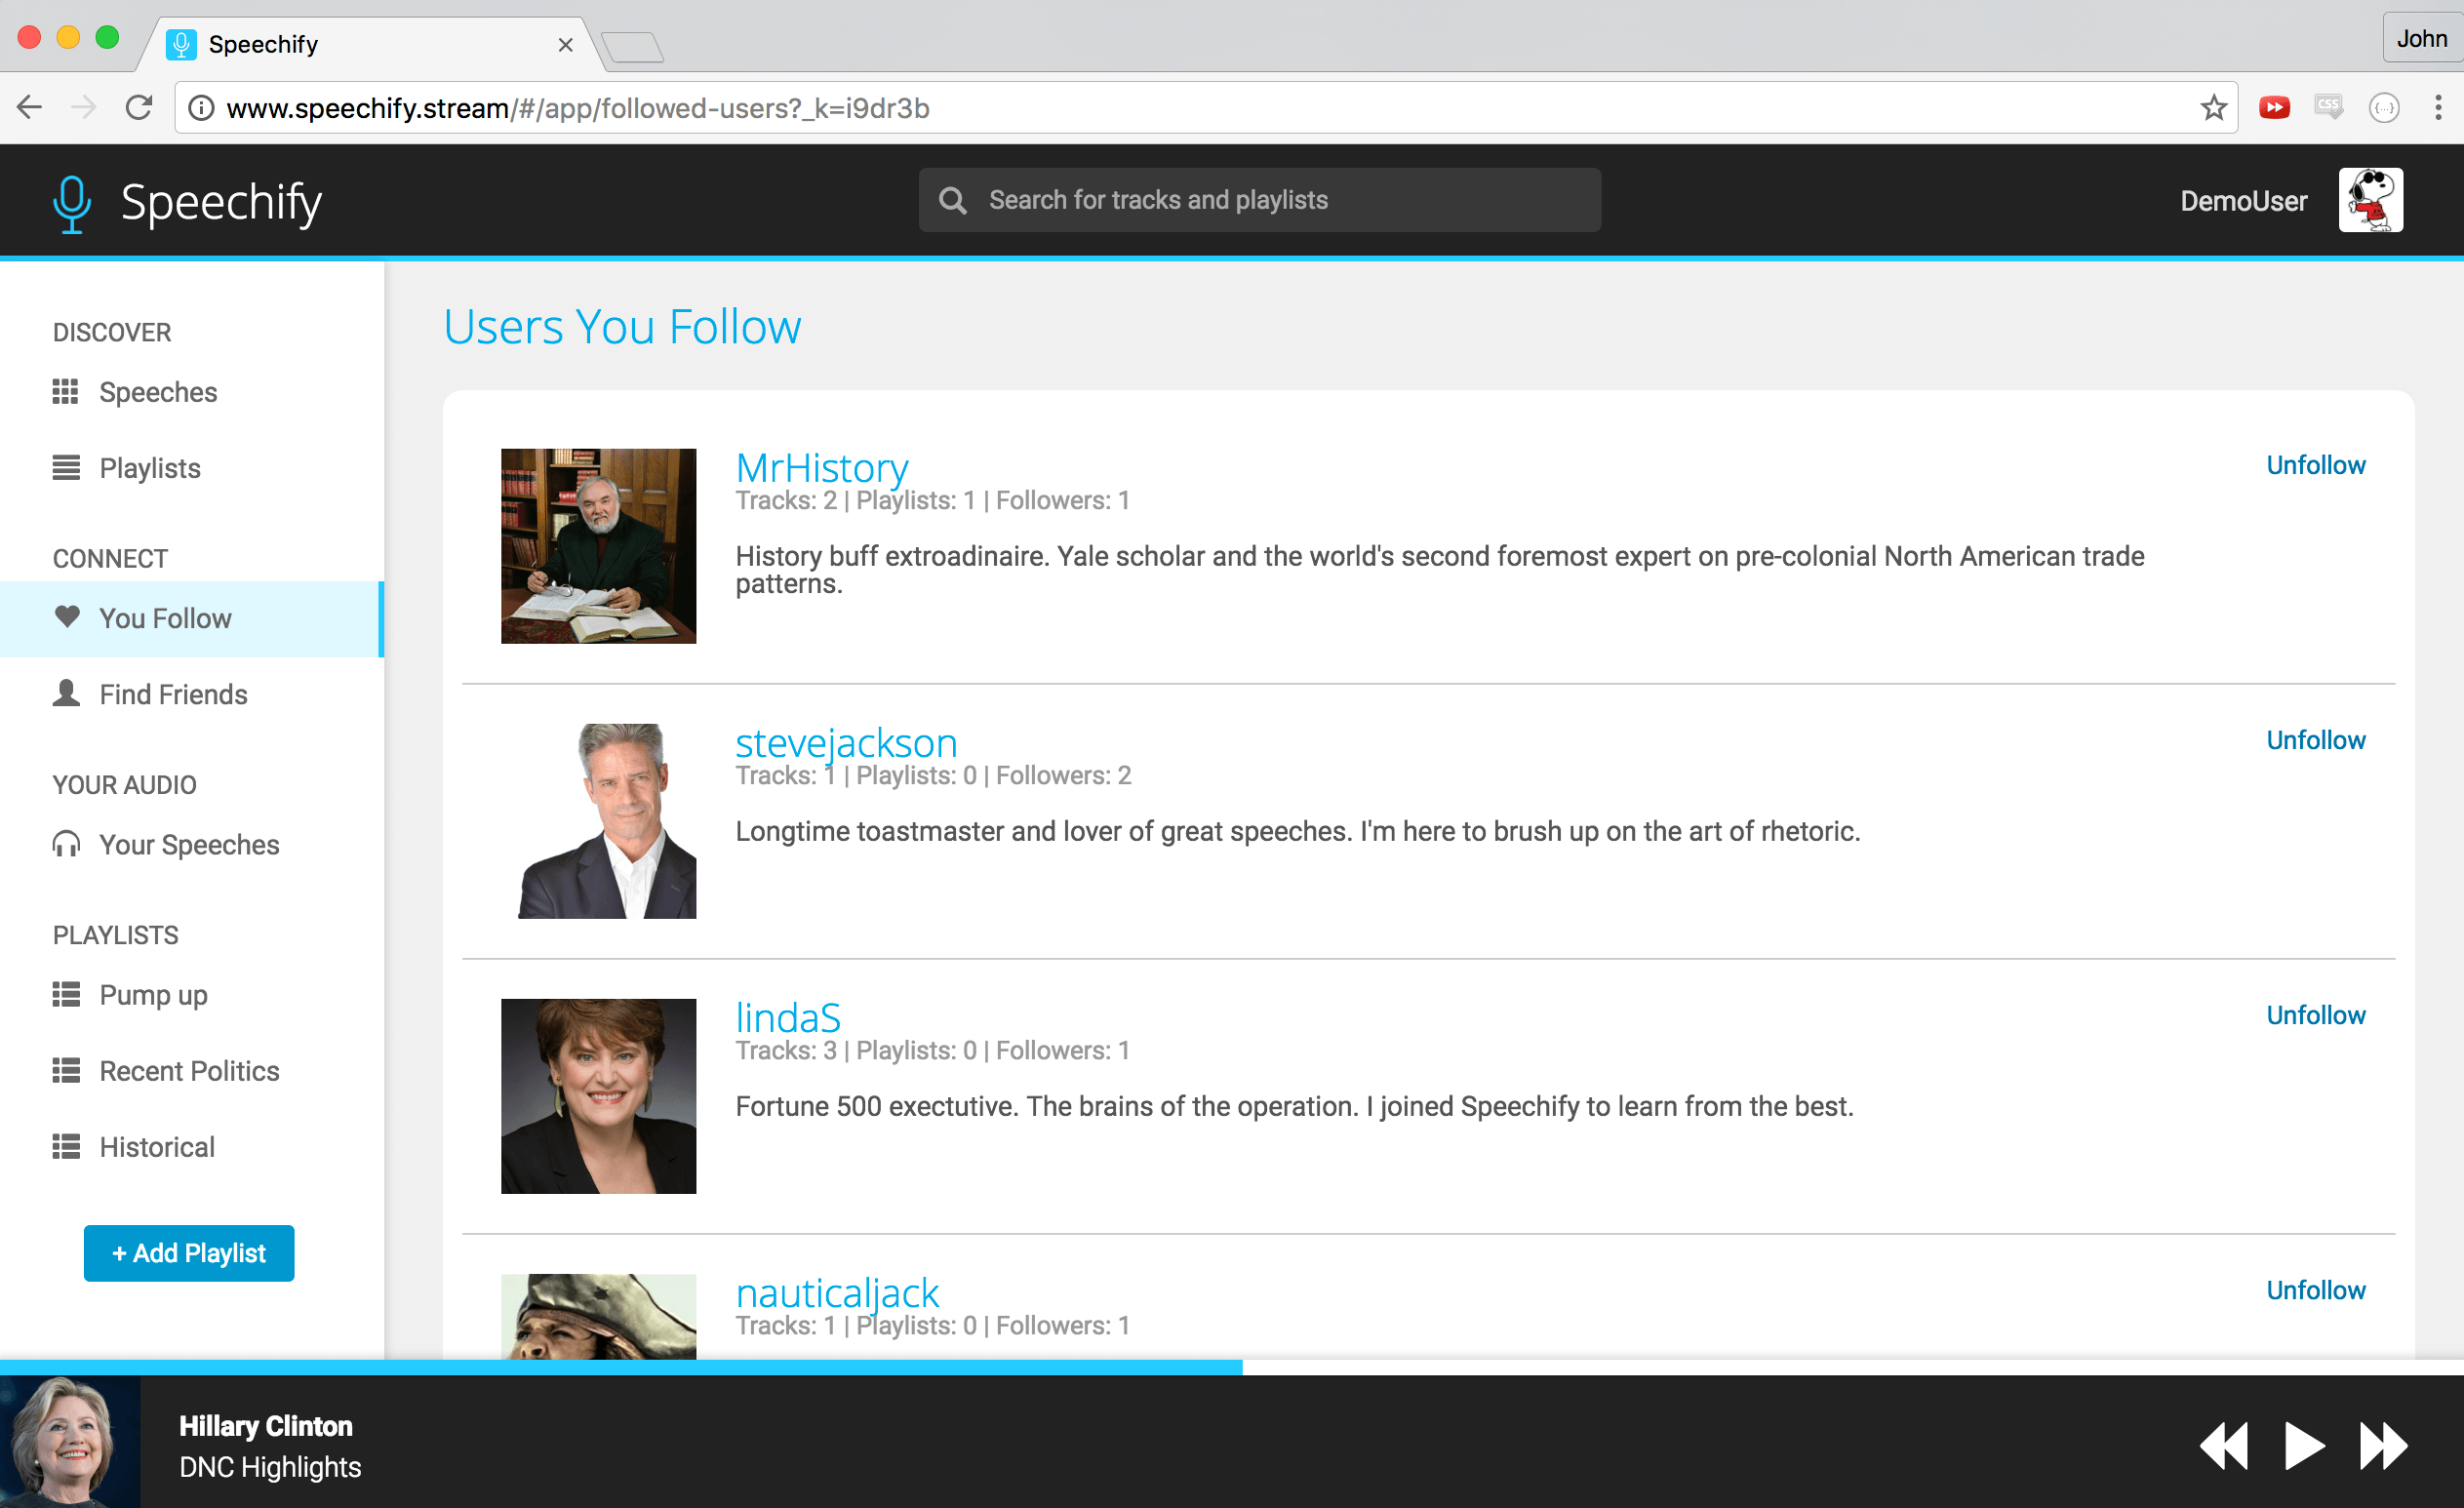 Speechify
John
www.speechify.stream/#/app/followed-users?_k=i9dr3b
CSS
{...}
Speechify
Search for tracks and playlists
DemoUser
DISCOVER
Speeches
Playlists
CONNECT
You Follow
Find Friends
YOUR AUDIO
Your Speeches
PLAYLISTS
Pump up
Recent Politics
Historical
+ Add Playlist
Users You Follow
MrHistory
Unfollow
Tracks: 2 | Playlists: 1 | Followers: 1
History buff extroadinaire. Yale scholar and the world's second foremost expert on pre-colonial North American trade
patterns.
stevejackson
Unfollow
Tracks: 1 | Playlists: 0 | Followers: 2
Longtime toastmaster and lover of great speeches. I'm here to brush up on the art of rhetoric.
lindaS
Unfollow
Tracks: 3 | Playlists: 0 | Followers: 1
Fortune 500 exectutive. The brains of the operation. I joined Speechify to learn from the best.
nauticaljack
Unfollow
Tracks: 1 | Playlists: 0 | Followers: 1
Hillary Clinton
DNC Highlights